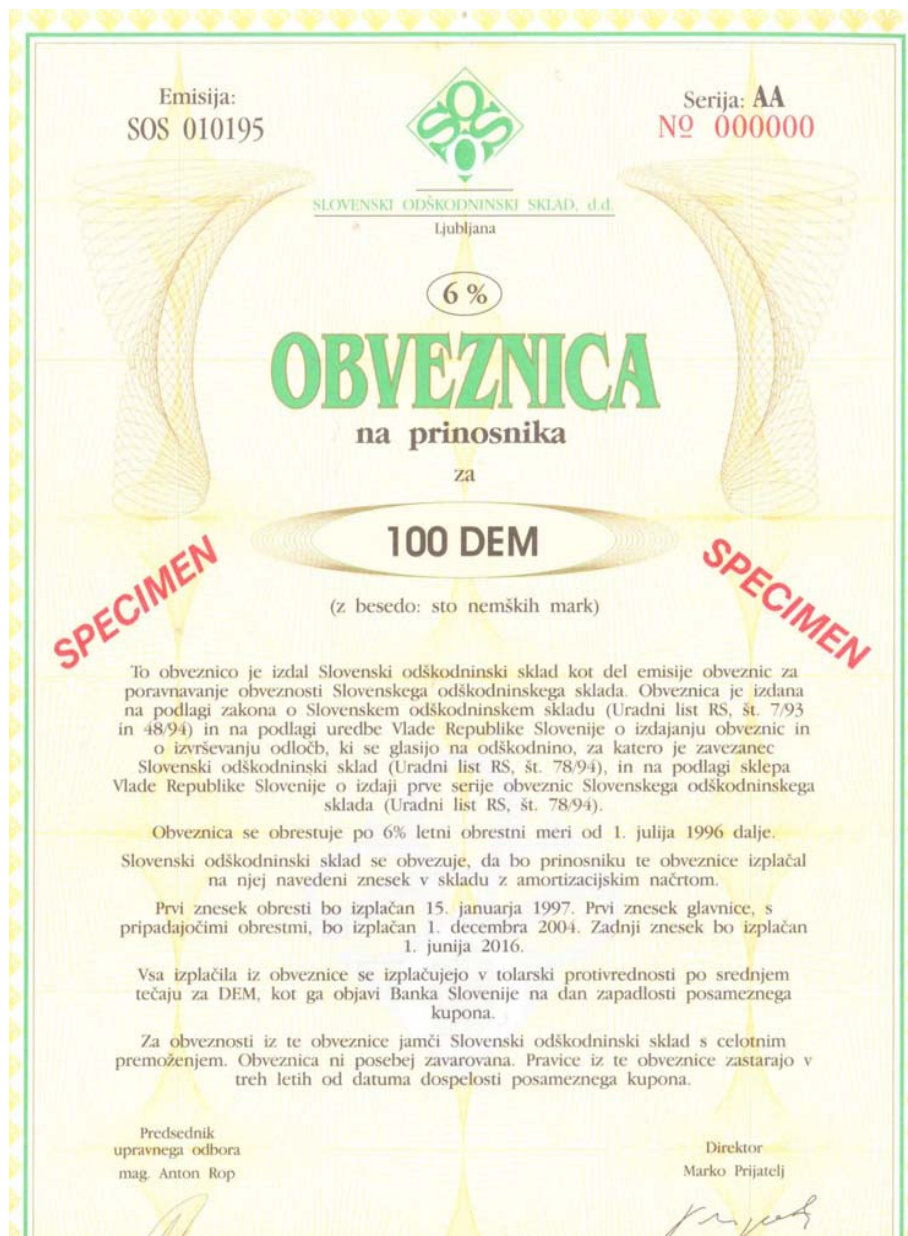 Emisija:
SOS 010195
SOS
Serija: AA
Nº 000000
SLOVENSKI ODŠKODNINSKI SKLAD, d.d.
Ljubljana
6 %
OBVEZNICA
na prinosnika
za
100 DEM
SPECIMEN
SPECIMEN
(z besedo: sto nemških mark)
To obveznico je izdal Slovenski odškodninski sklad kot del emisije obveznic za
poravnavanje obveznosti Slovenskega odškodninskega sklada. Obveznica je izdana
na podlagi zakona o Slovenskem odškodninskem skladu (Uradni list RS, št. 7/93
in 48/94) in na podlagi uredbe Vlade Republike Slovenije o izdajanju obveznic in
o izvrševanju odločb, ki se glasijo na odškodnino, za katero je zavezanec
Slovenski odškodninski sklad (Uradni list RS, št. 78/94), in na podlagi sklepa
Vlade Republike Slovenije o izdaji prve serije obveznic Slovenskega odškodninskega
sklada (Uradni list RS, št. 78/94).
Obveznica se obrestuje po 6% letni obrestni meri od 1. julija 1996 dalje.
Slovenski odškodninski sklad se obvezuje, da bo prinosniku te obveznice izplačal
na njej navedeni znesek v skladu z amortizacijskim načrtom.
Prvi znesek obresti bo izplačan 15. januarja 1997. Prvi znesek glavnice, s
pripadajočimi obrestmi, bo izplačan 1. decembra 2004. Zadnji znesek bo izplačan
1. junija 2016.
Vsa izplačila iz obveznice se izplačujejo v tolarski protivrednosti po srednjem
tečaju za DEM, kot ga objavi Banka Slovenije na dan zapadlosti posameznega
kupona.
Za obveznosti iz te obveznice jamči Slovenski odškodninski sklad s celotnim
premoženjem. Obveznica ni posebej zavarovana. Pravice iz te obveznice zastarajo v
treh letih od datuma dospelosti posameznega kupona.
Predsednik
upravnega odbora
mag. Anton Rop
Direktor
Marko Prijatelj